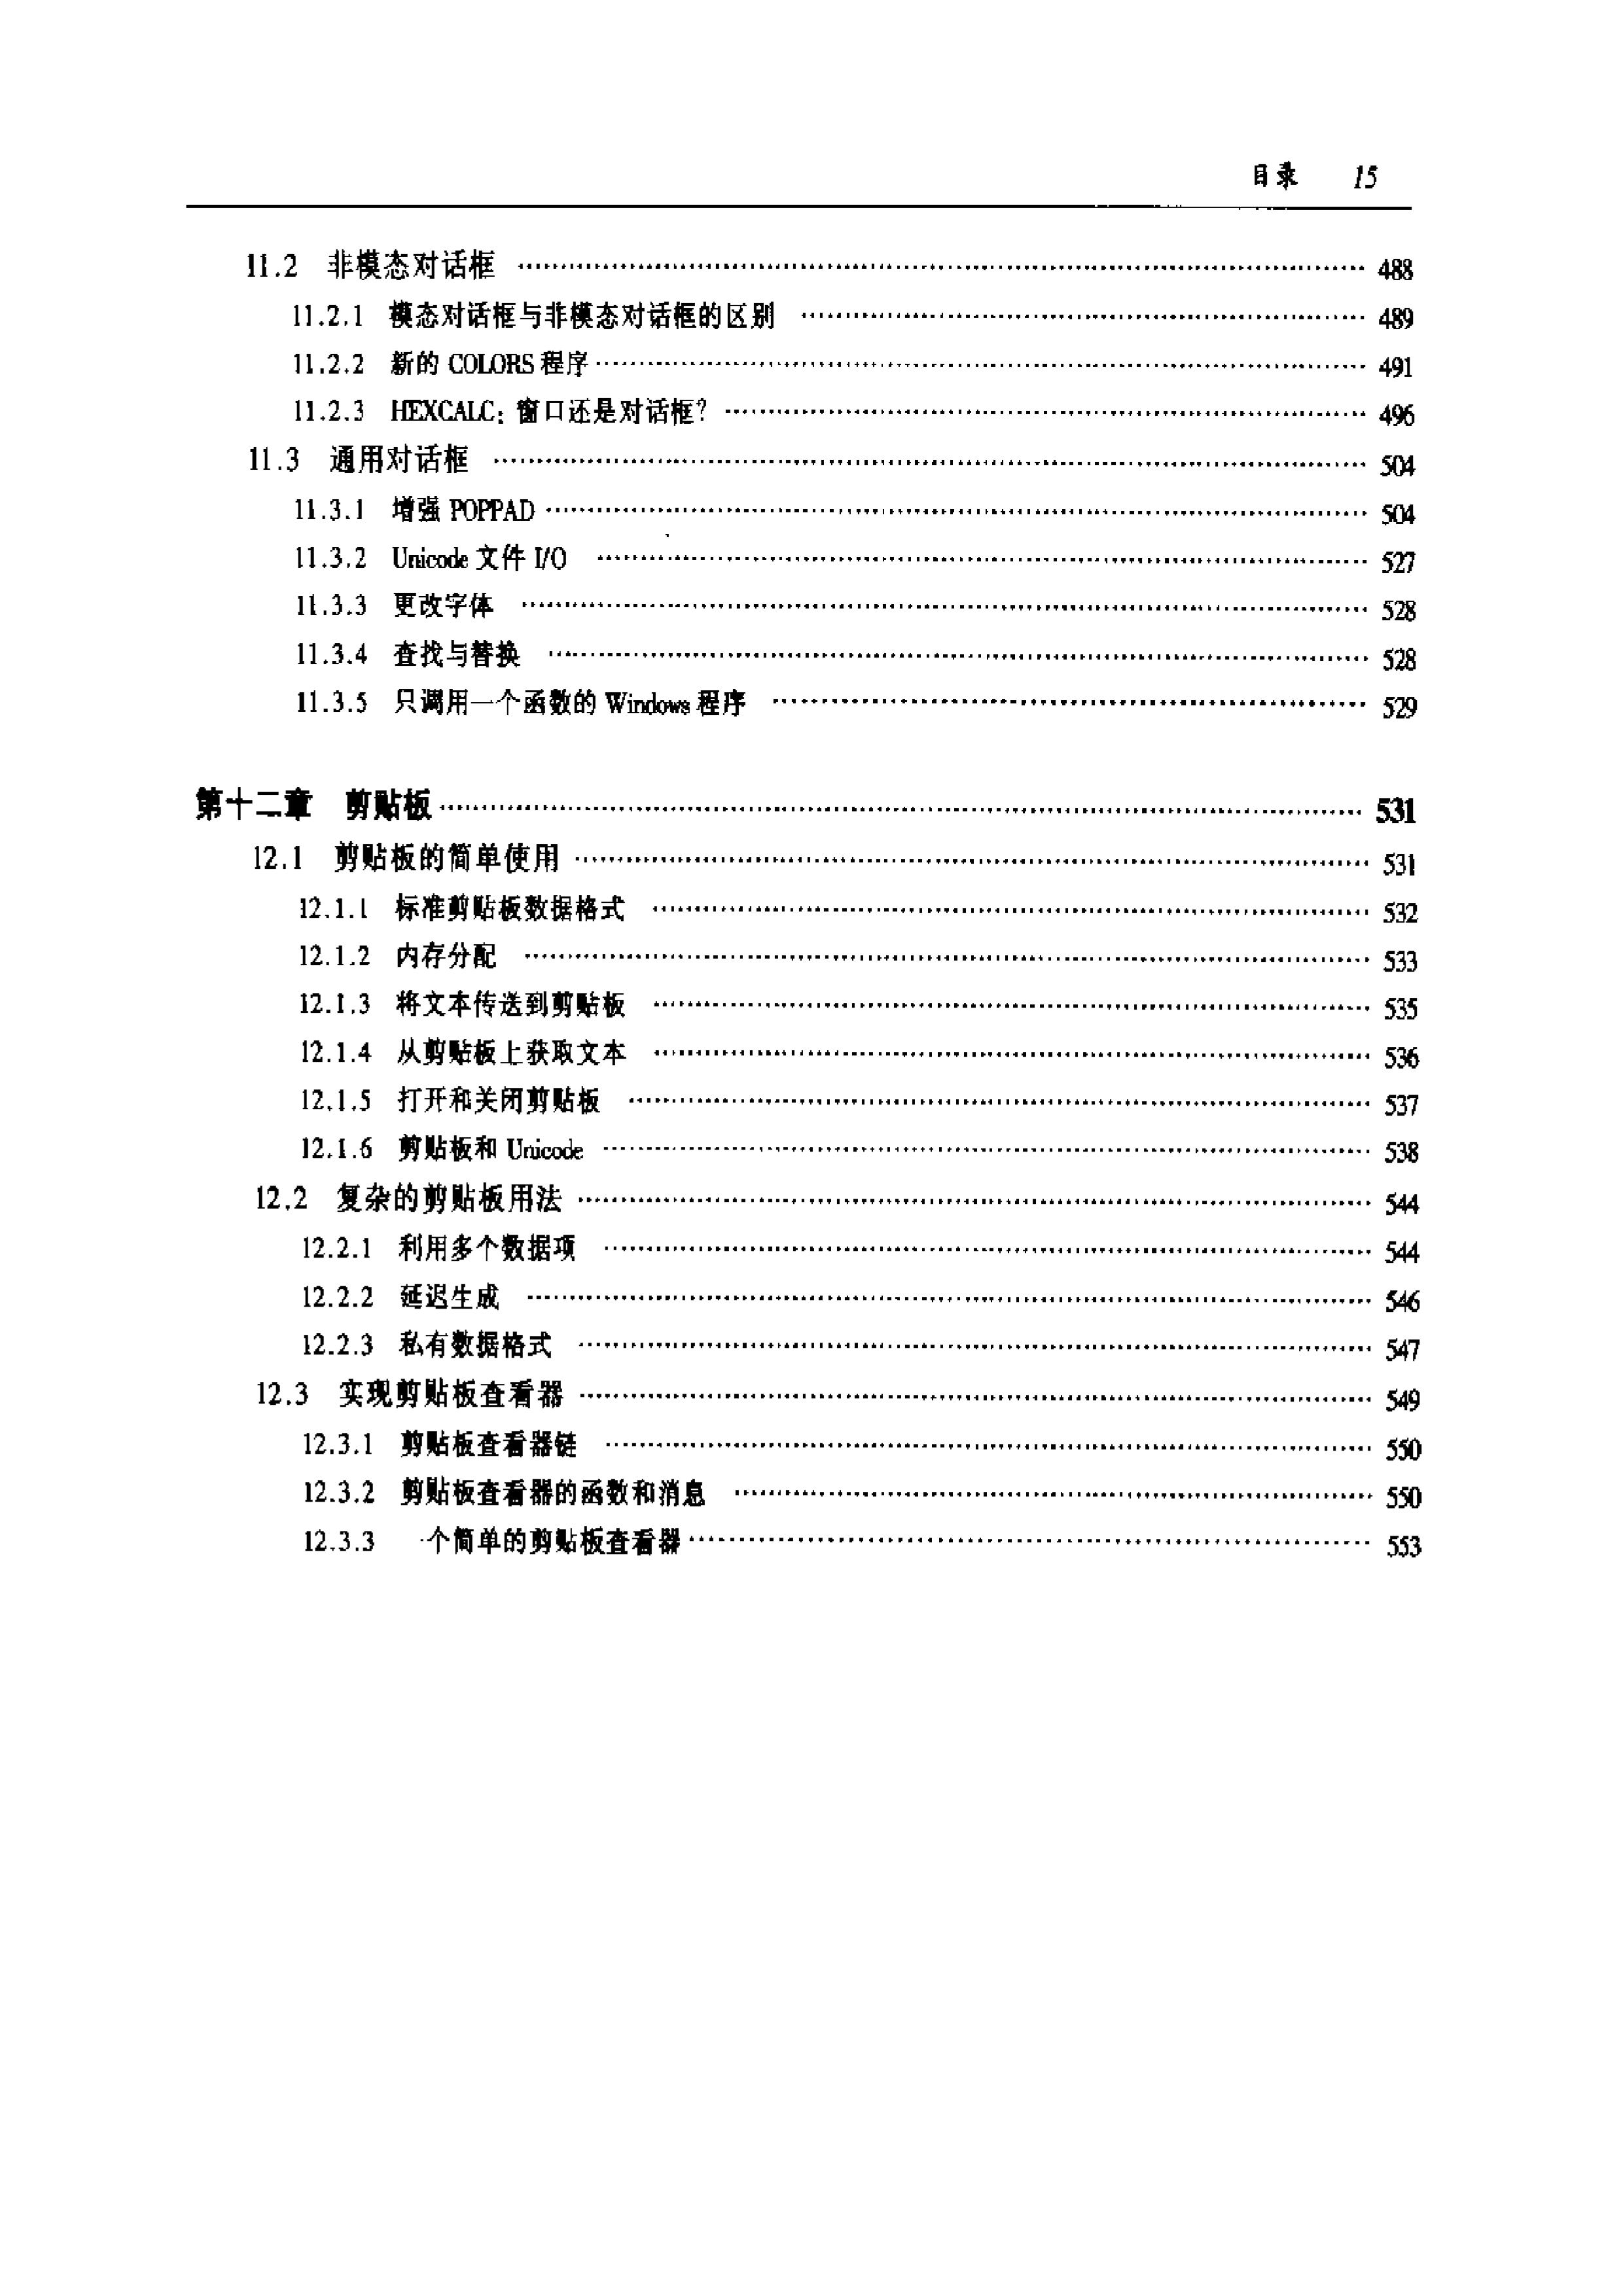 目录 15
11.2 非模态对话框 488
11.2.1 模态对话框与非模态对话框的区别 489
11.2.2 新的 COLORS 程序 491
11.2.3 HEXCALC: 窗口还是对话框? 496
11.3 通用对话框 504
11.3.1 增强 POPPAD 504
11.3.2 Unicode 文件 I/O 527
11.3.3 更改字体 528
11.3.4 查找与替换 528
11.3.5 只调用一个函数的 Windows 程序 529
第十二章 剪贴板 531
12.1 剪贴板的简单使用 531
12.1.1 标准剪贴板数据格式 532
12.1.2 内存分配 533
12.1.3 将文本传送到剪贴板 535
12.1.4 从剪贴板上获取文本 536
12.1.5 打开和关闭剪贴板 537
12.1.6 剪贴板和 Unicode 538
12.2 复杂的剪贴板用法 544
12.2.1 利用多个数据项 544
12.2.2 延迟生成 546
12.2.3 私有数据格式 547
12.3 实现剪贴板查看器 549
12.3.1 剪贴板查看器链 550
12.3.2 剪贴板查看器的函数和消息 550
12.3.3 一个简单的剪贴板查看器 553